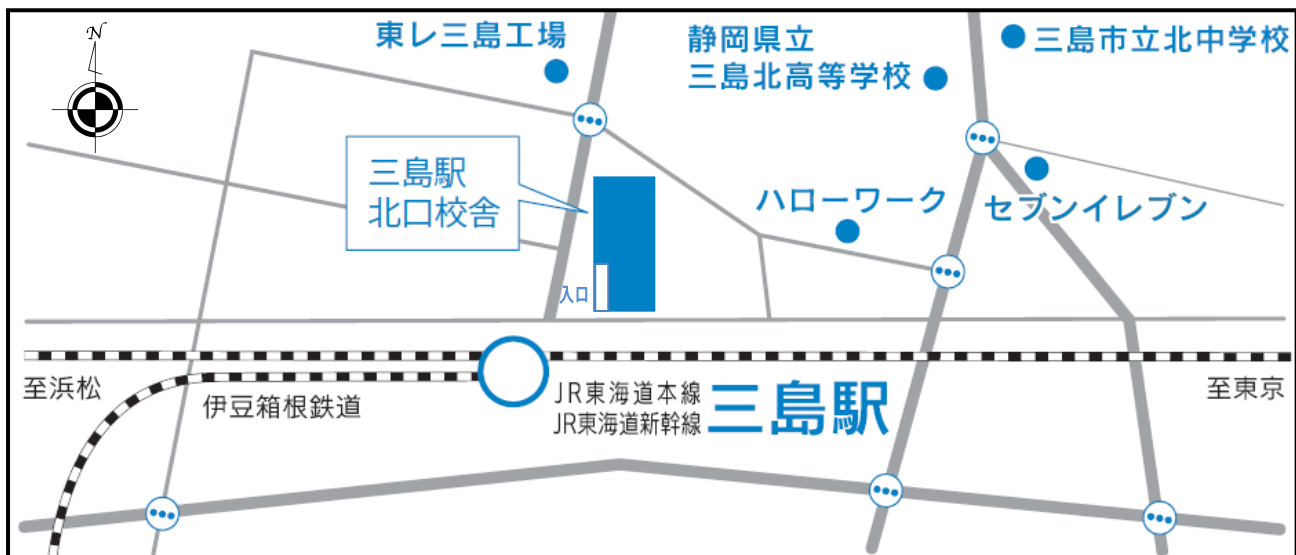 N
東レ三島工場
静岡県立
三島北高等学校
三島市立北中学校
三島駅
北口校舎
ハローワーク
セブンイレブン
入口
至浜松
伊豆箱根鉄道
JR東海道本線
JR東海道新幹線
三島駅
至東京